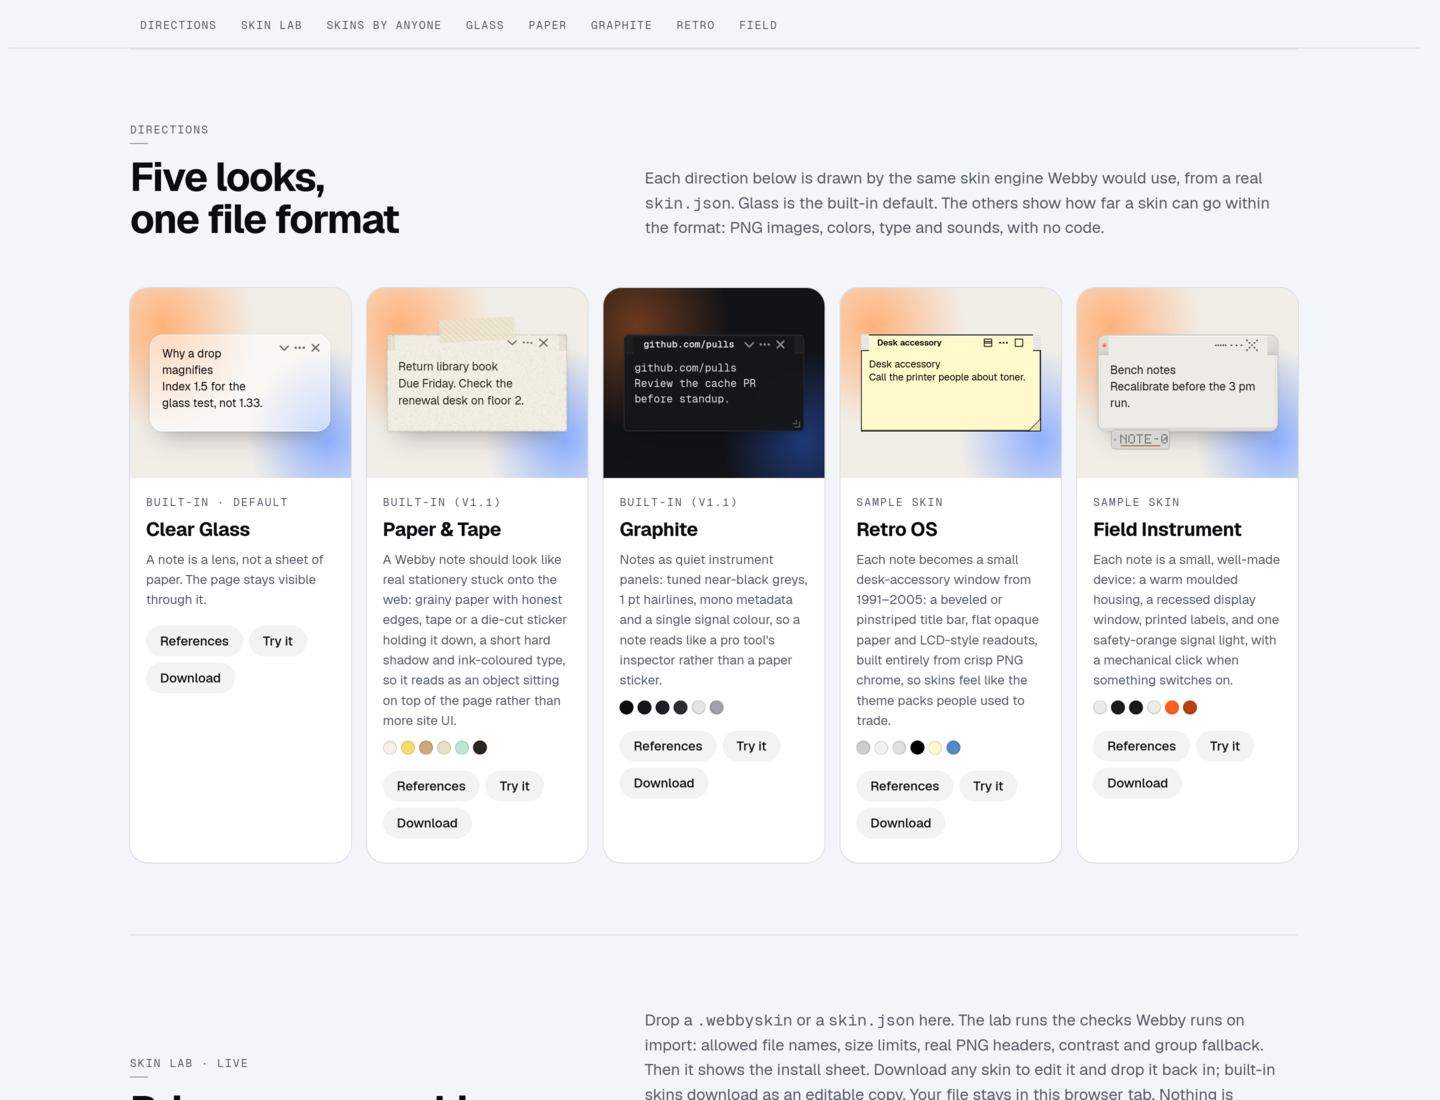 DIRECTIONS SKIN LAB SKINS BY ANYONE GLASS PAPER GRAPHITE RETRO FIELD
DIRECTIONS
Five looks,
one file format
Each direction below is drawn by the same skin engine Webby would use, from a real
skin.json. Glass is the built-in default. The others show how far a skin can go within
the format: PNG images, colors, type and sounds, with no code.
Why a drop
magnifies
Index 1.5 for the
glass test, not 1.33.
BUILT-IN · DEFAULT
Clear Glass
A note is a lens, not a sheet of
paper. The page stays visible
through it.
References Try it
Download
Return library book
Due Friday. Check the
renewal desk on floor 2.
BUILT-IN (V1.1)
Paper & Tape
A Webby note should look like
real stationery stuck onto the
web: grainy paper with honest
edges, tape or a die-cut sticker
holding it down, a short hard
shadow and ink-coloured type,
so it reads as an object sitting
on top of the page rather than
more site UI.
References Try it
Download
github.com/pulls
github.com/pulls
Review the cache PR
before standup.
BUILT-IN (V1.1)
Graphite
Notes as quiet instrument
panels: tuned near-black greys,
1 pt hairlines, mono metadata
and a single signal colour, so a
note reads like a pro tool's
inspector rather than a paper
sticker.
References Try it
Download
Desk accessory
Desk accessory
Call the printer people about toner.
SAMPLE SKIN
Retro OS
Each note becomes a small
desk-accessory window from
1991–2005: a beveled or
pinstriped title bar, flat opaque
paper and LCD-style readouts,
built entirely from crisp PNG
chrome, so skins feel like the
theme packs people used to
trade.
References Try it
Download
Bench notes
Recalibrate before the 3 pm
run.
NOTE-0
SAMPLE SKIN
Field Instrument
Each note is a small, well-made
device: a warm moulded
housing, a recessed display
window, printed labels, and one
safety-orange signal light, with
a mechanical click when
something switches on.
References Try it
Download
SKIN LAB · LIVE
Drop a .webbyskin or a skin.json here. The lab runs the checks Webby runs on
import: allowed file names, size limits, real PNG headers, contrast and group fallback.
Then it shows the install sheet. Download any skin to edit it and drop it back in; built-in
skins download as an editable copy. Your file stays in this browser tab. Nothing is